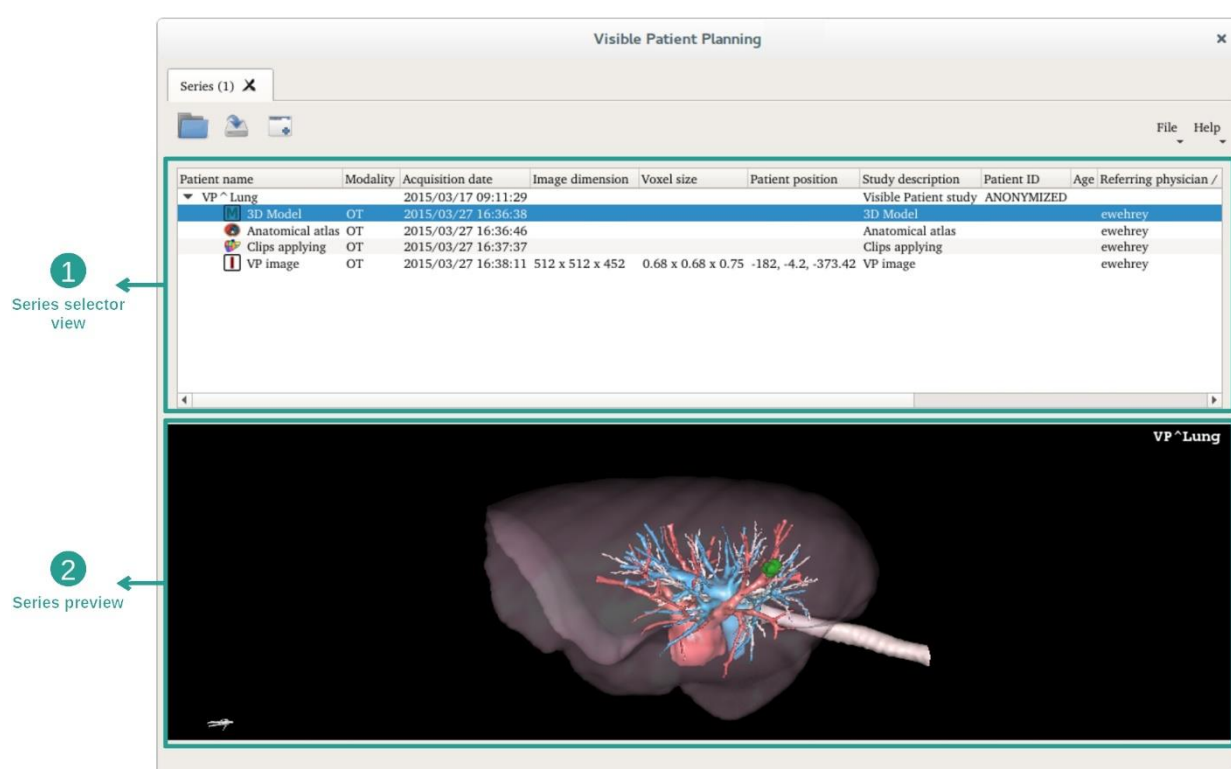 Visible Patient Planning
Series (1)
File Help
Patient name Modality Acquisition date Image dimension Voxel size Patient position Study description Patient ID Age Referring physician /
VP^Lung 2015/03/17 09:11:29 Visible Patient study ANONYMIZED
M 3D Model OT 2015/03/27 16:36:38 3D Model ewehrey
Anatomical atlas OT 2015/03/27 16:36:46 Anatomical atlas ewehrey
Clips applying OT 2015/03/27 16:37:37 Clips applying ewehrey
VP image OT 2015/03/27 16:38:11 512 x 512 x 452 0.68 x 0.68 x 0.75 -182, -4.2, -373.42 VP image ewehrey
1
Series selector
view
VP^Lung
2
Series preview